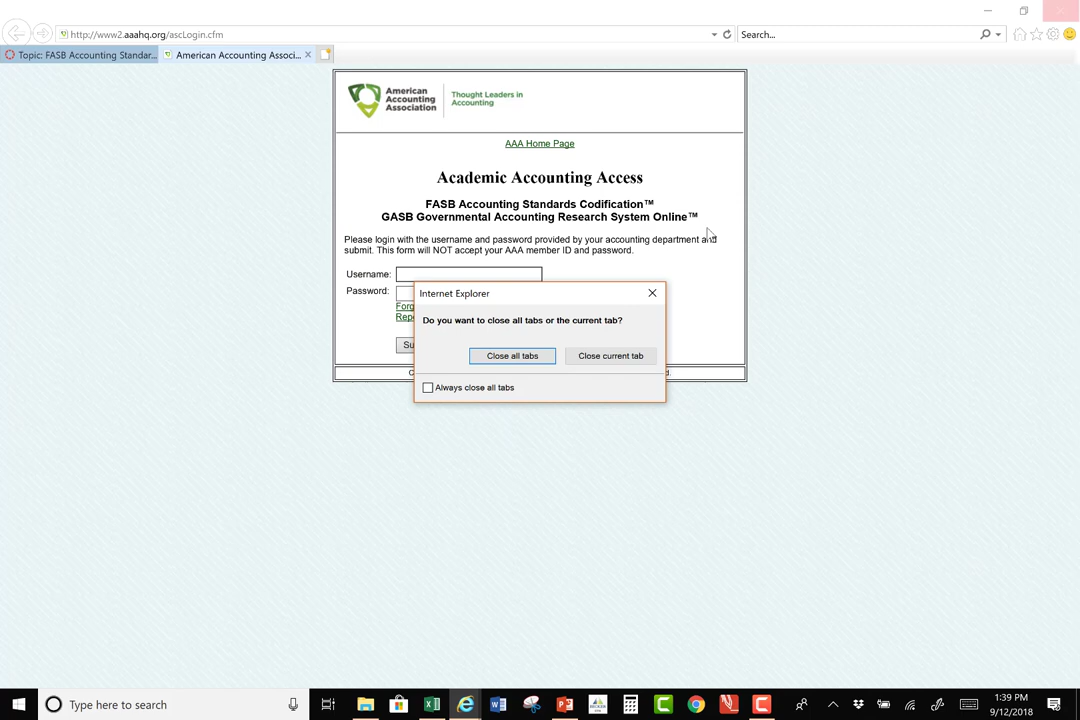 http://www2.aaahq.org/ascLogin.cfm
Search...
Topic: FASB Accounting Standar...
American Accounting Associ...
American
Accounting
Association
Thought Leaders in
Accounting
AAA Home Page
Academic Accounting Access
FASB Accounting Standards Codification™
GASB Governmental Accounting Research System Online™
Please login with the username and password provided by your accounting department and
submit. This form will NOT accept your AAA member ID and password.
Username:
Password:
Forg
Repo
Su
Internet Explorer
Do you want to close all tabs or the current tab?
Close all tabs
Close current tab
Always close all tabs
Type here to search
1:39 PM
9/12/2018